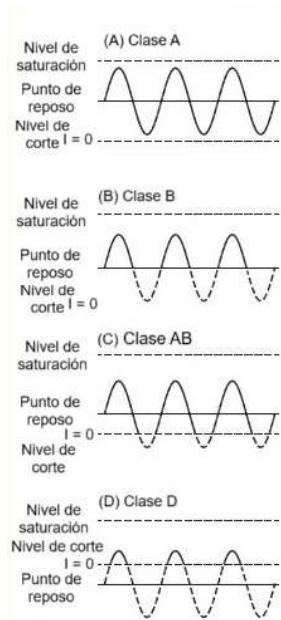 (A) Clase A
Nivel de
saturación
Punto de
reposo
Nivel de
corte I = 0
(B) Clase B
Nivel de
saturación
Punto de
reposo
Nivel de
corte I = 0
(C) Clase AB
Nivel de
saturación
Punto de
reposo
I = 0
Nivel de
corte
(D) Clase D
Nivel de
saturación
Nivel de corte
I = 0
Punto de
reposo